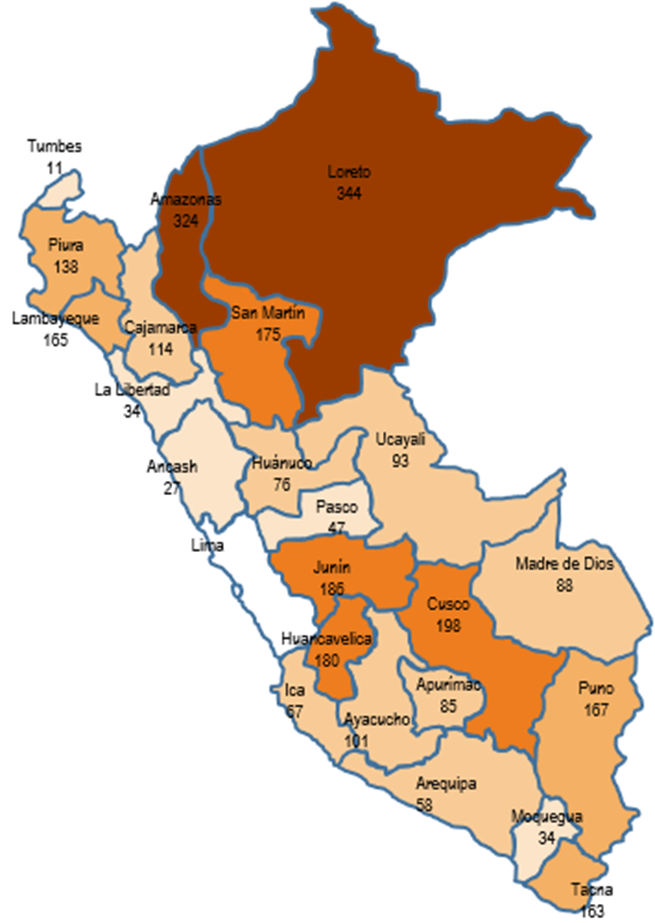 Tumbes
11
Loreto
344
Amazonas
324
Piura
138
San Martín
175
Lambayeque
165
Cajamarca
114
La Libertad
34
Ucayali
93
Ancash
27
Huánuco
76
Pasco
47
Lima
Junín
186
Madre de Dios
88
Cusco
198
Huancavelica
180
Ica
67
Apurímac
85
Puno
167
Ayacucho
101
Arequipa
58
Moquegua
34
Tacna
163